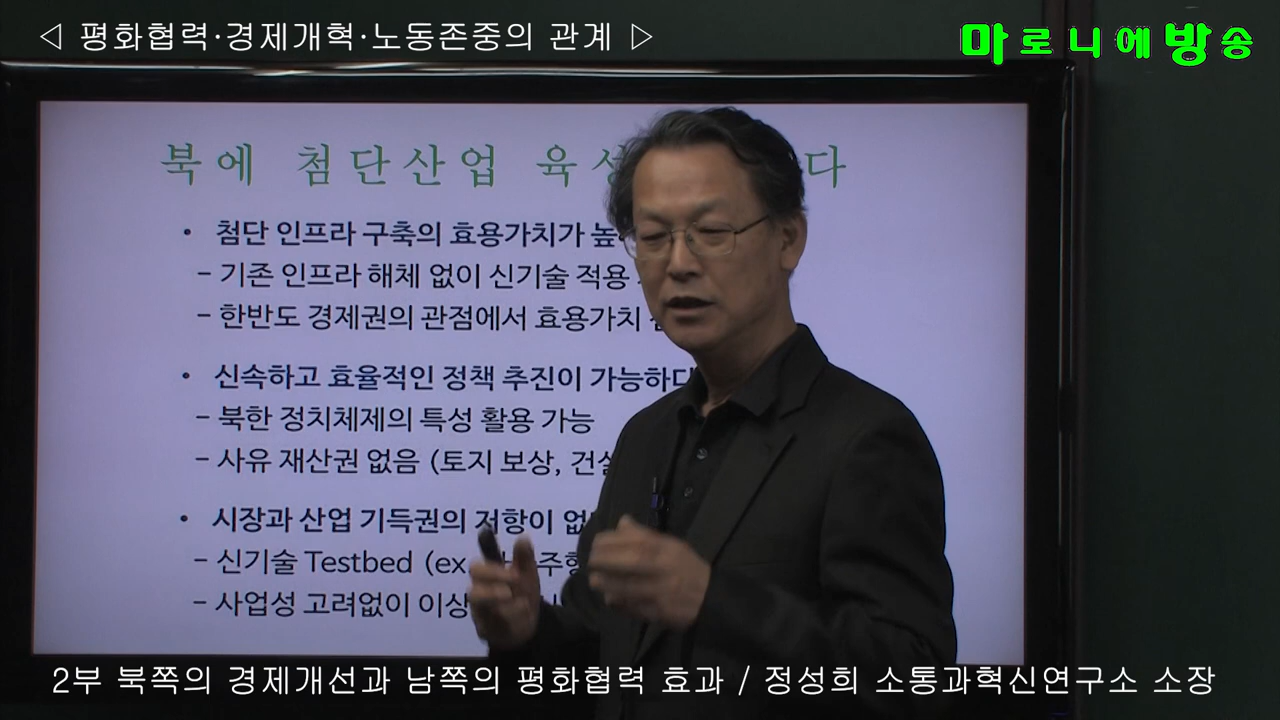 ◁ 평화협력·경제개혁·노동존중의 관계 ▷
마로니에방송
북에 첨단산업 다
• 첨단 인프라 구축의 효용가치가
– 기존 인프라 해체 없이 신기술 적용
– 한반도 경제권의 관점에서 효용가치
• 신속하고 효율적인 정책 추진이 가능하다
– 북한 정치체제의 특성 활용 가능
– 사유 재산권 없음 (토지 보상,
• 시장과 산업 기득권의 저항이
– 신기술 Testbed (ex
– 사업성 고려없이
2부 북쪽의 경제개선과 남쪽의 평화협력 효과 / 정성희 소통과혁신연구소 소장